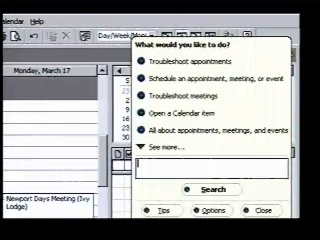 alendar Help
Day/Week/Mon
What would you like to do?
Troubleshoot appointments
Monday, March 17
Schedule an appointment, meeting, or event
Troubleshoot meetings
Open a Calendar item
All about appointments, meetings, and events
See more...
Search
Newport Days Meeting (Ivy
Lodge)
Tips
Options
Close